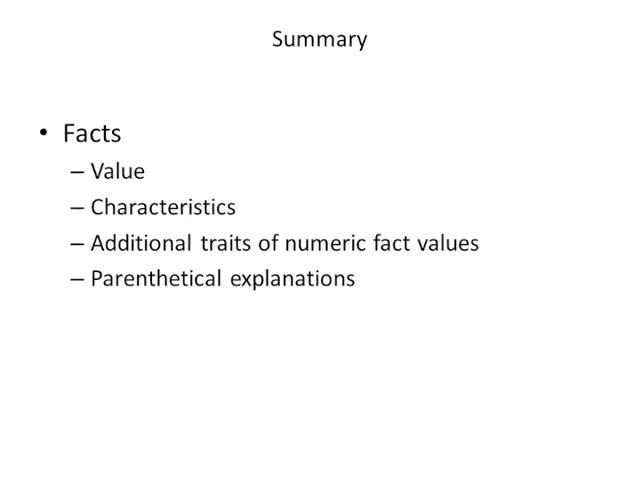 Summary
• Facts
– Value
– Characteristics
– Additional traits of numeric fact values
– Parenthetical explanations